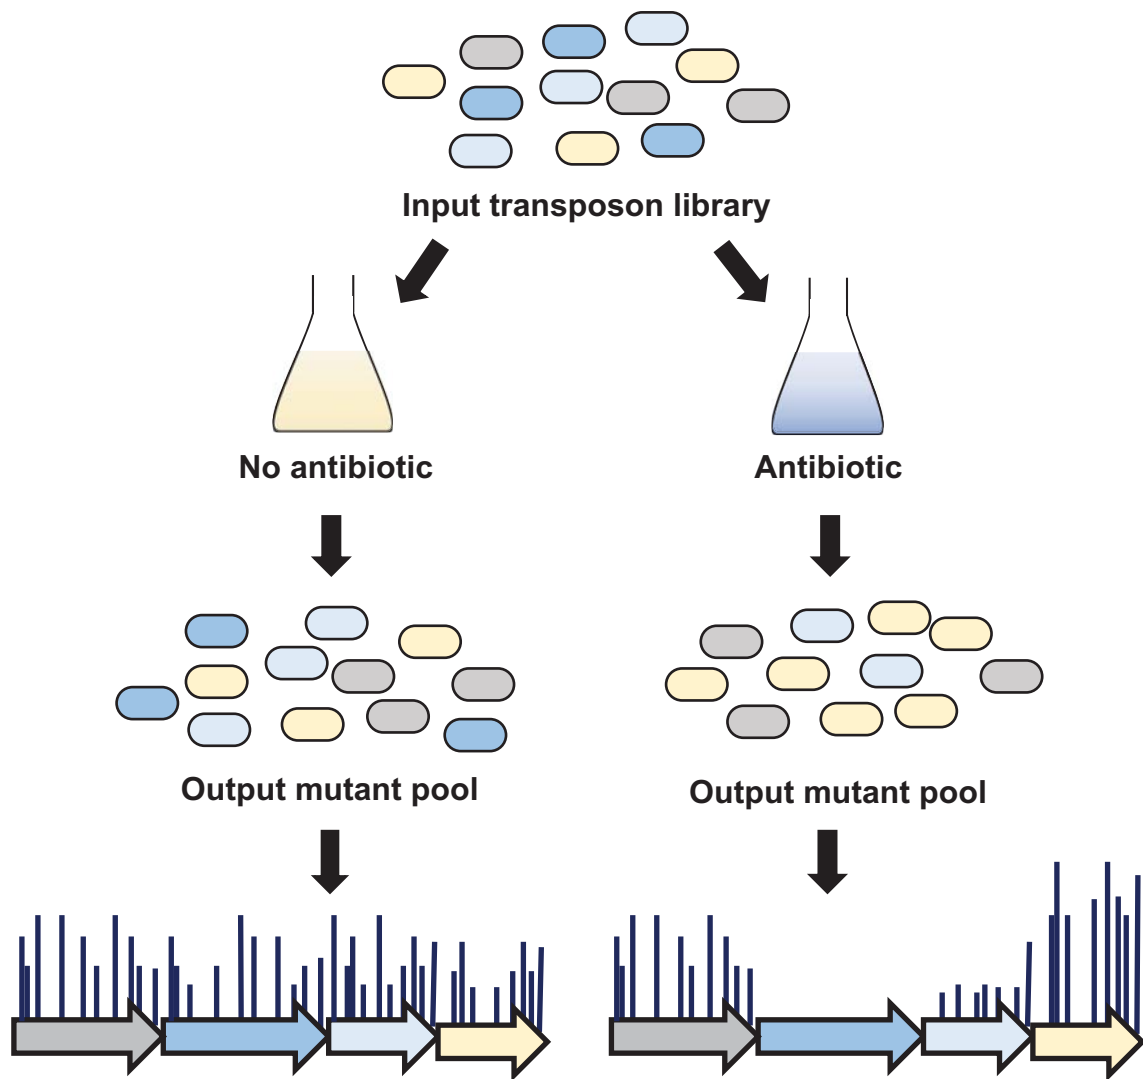 Input transposon library
No antibiotic
Antibiotic
Output mutant pool
Output mutant pool